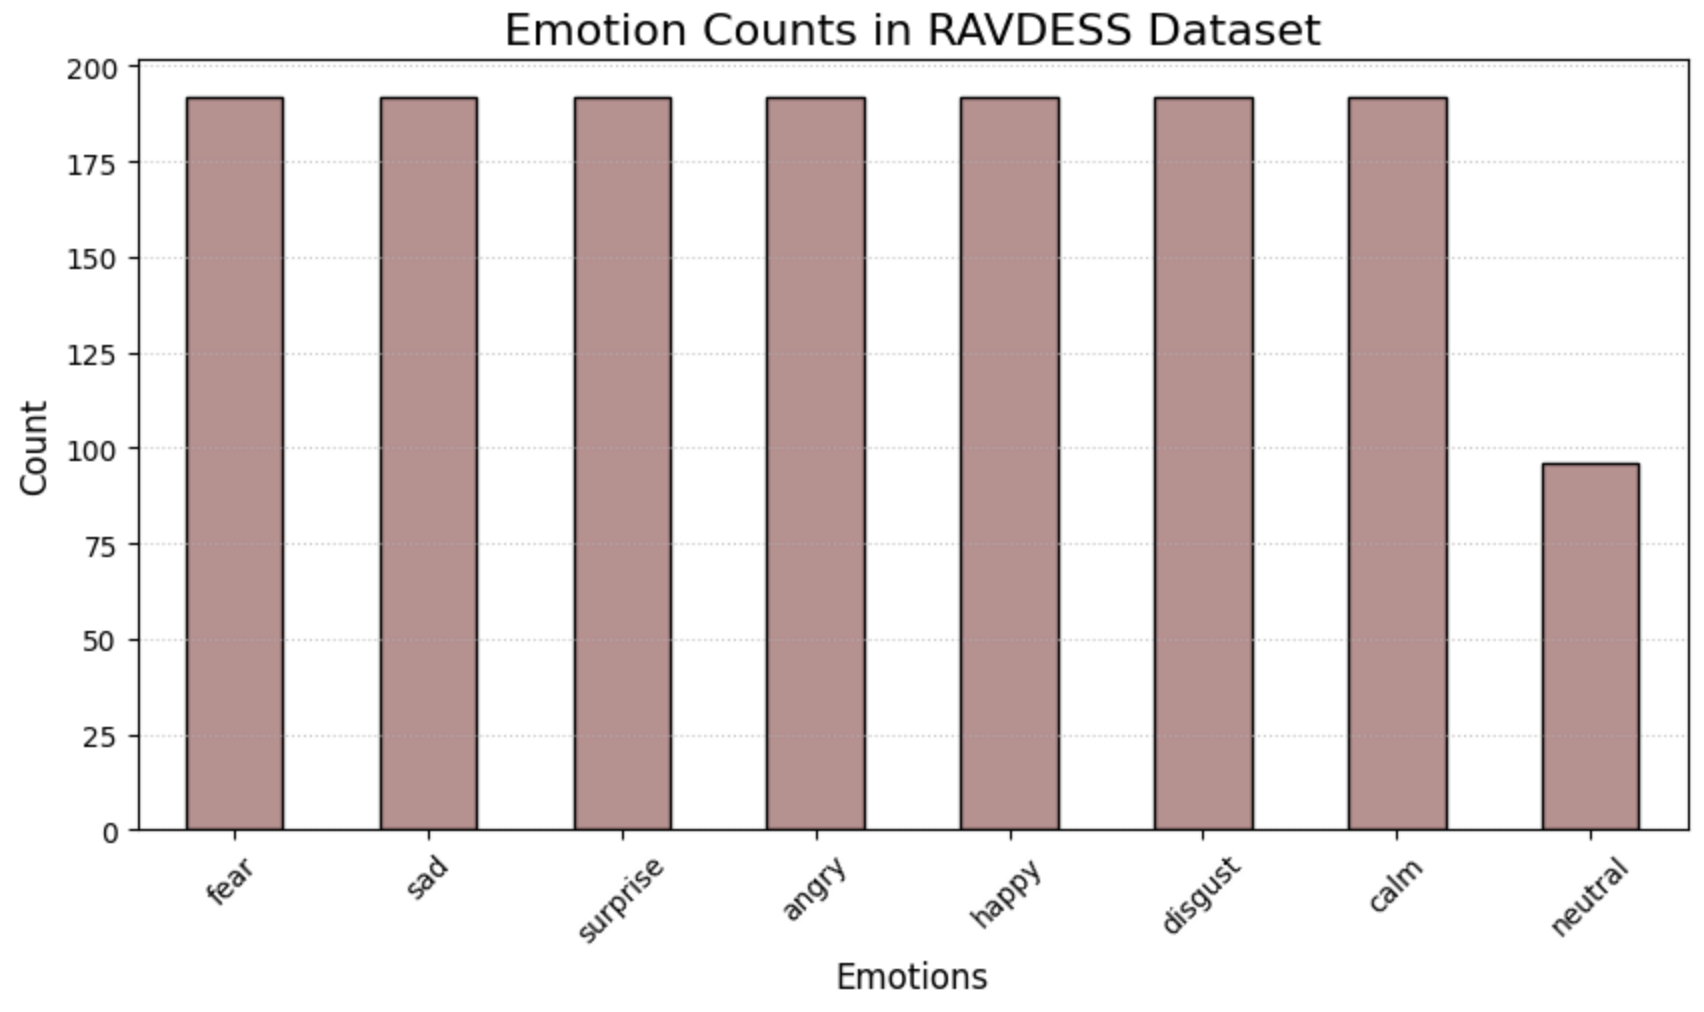 Emotion Counts in RAVDESS Dataset
200
175
150
125
100
75
50
25
0
Count
fear
sad
surprise
angry
happy
disgust
calm
neutral
Emotions